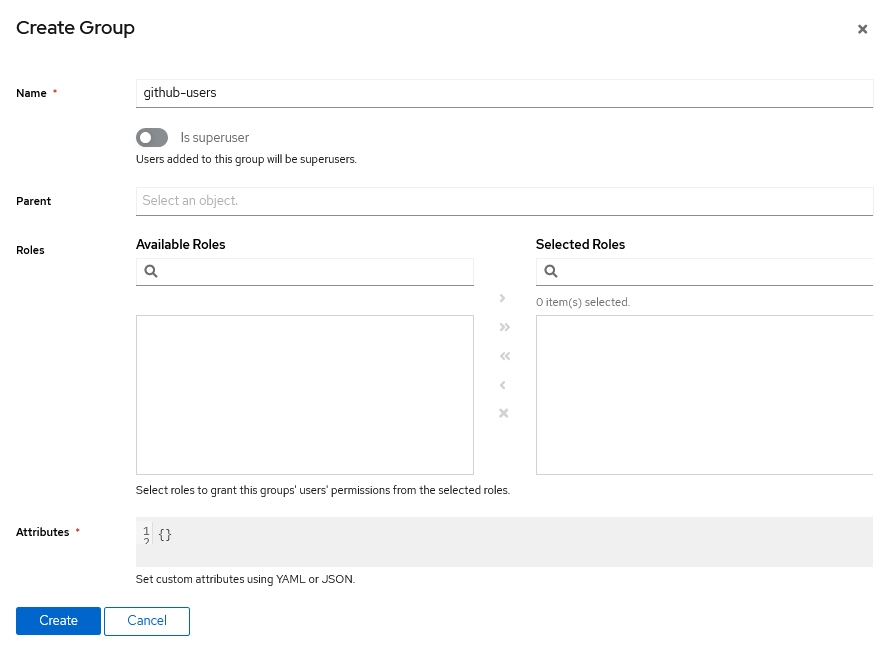 Create Group
Name *
github-users
Is superuser
Users added to this group will be superusers.
Parent
Select an object.
Roles
Available Roles
Selected Roles
0 item(s) selected.
Select roles to grant this groups' users' permissions from the selected roles.
Attributes *
1 {}
2
Set custom attributes using YAML or JSON.
Create Cancel